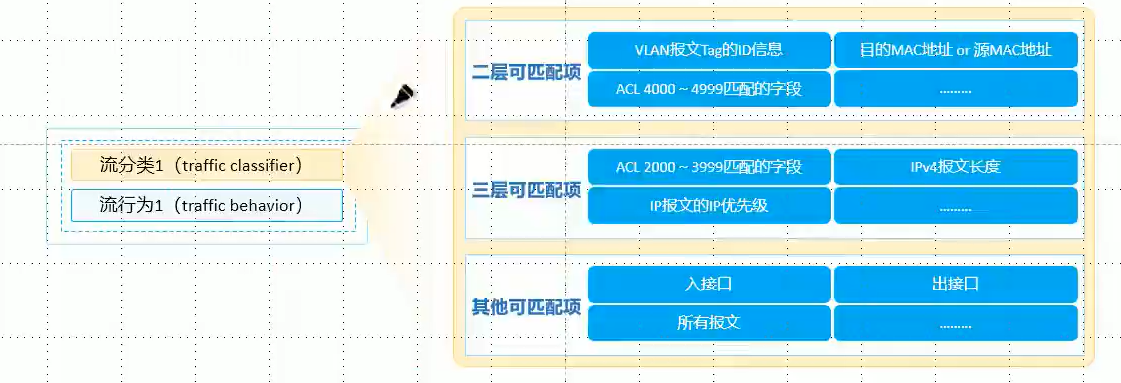 流分类1（traffic classifier）
流行为1（traffic behavior）
二层可匹配项
VLAN报文Tag的ID信息
目的MAC地址 or 源MAC地址
ACL 4000～4999匹配的字段
.........
三层可匹配项
ACL 2000～3999匹配的字段
IPv4报文长度
IP报文的IP优先级
.........
其他可匹配项
入接口
出接口
所有报文
.........